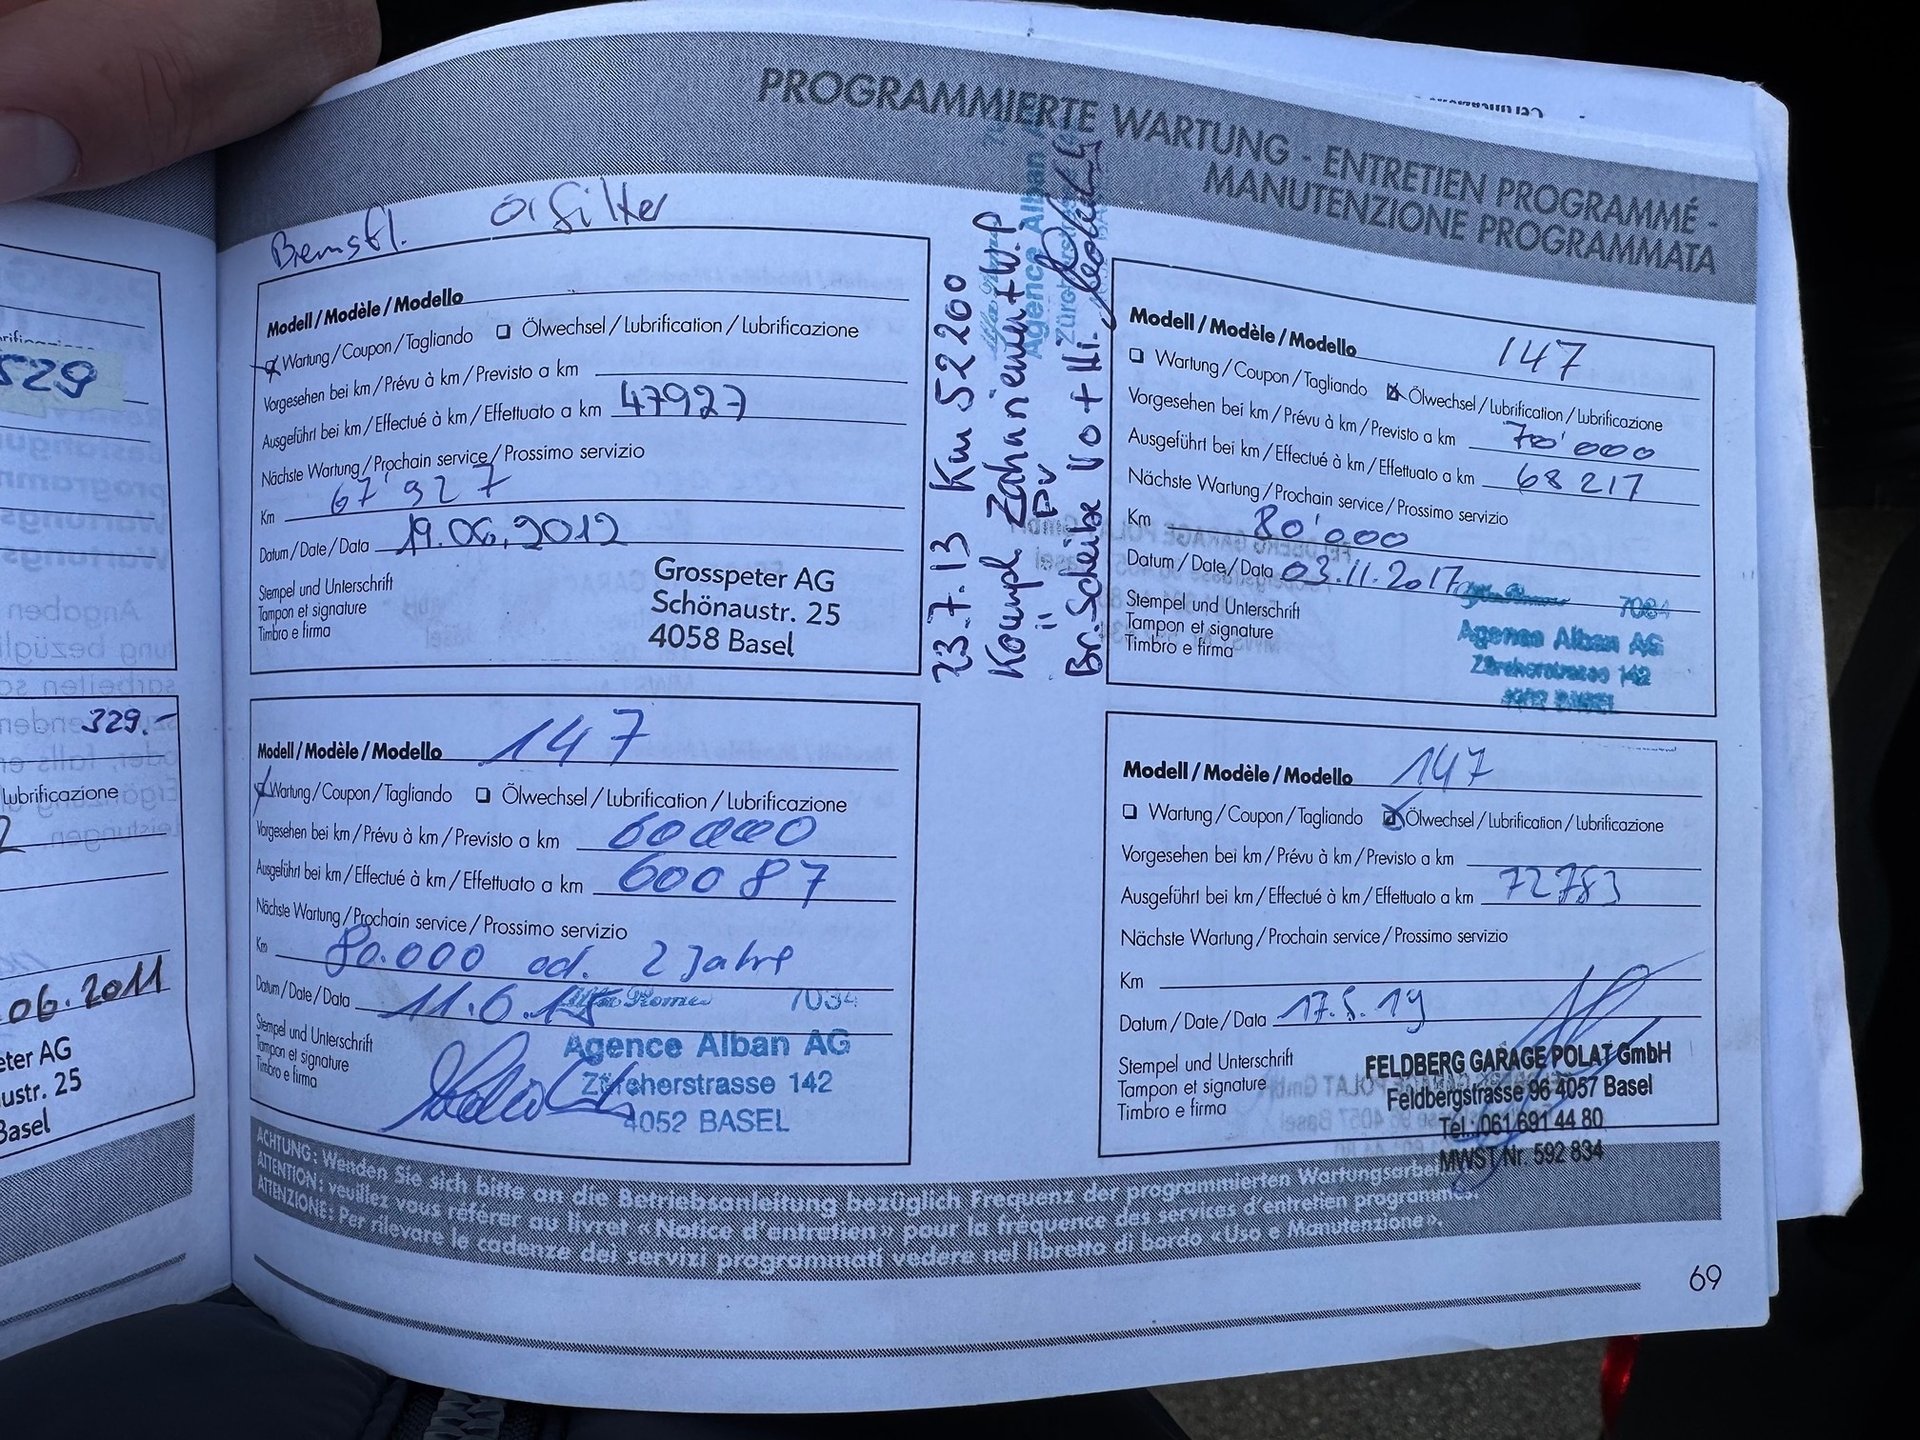 PROGRAMMIERTE WARTUNG - ENTRETIEN PROGRAMMÉ -
MANUTENZIONE PROGRAMMATA
529
329.-
Lubrificazione
.06.2011
eter AG
ustr. 25
Basel
Bremsfl. Ölfilter
Modell / Modèle / Modello
Wartung / Coupon / Tagliando Ölwechsel / Lubrification / Lubrificazione
Vorgesehen bei km / Prévu à km / Previsto a km
Ausgeführt bei km / Effectué à km / Effettuato a km 47927
Nächste Wartung / Prochain service / Prossimo servizio
Km 67'927
Datum / Date / Data 19.06.2012
Stempel und Unterschrift
Tampon et signature
Timbro e firma
Grosspeter AG
Schönaustr. 25
4058 Basel
23.7.13 Km 52200
Kompl. Zahnriemen + W.P
Br.Scheibe Vo + Hi.
Agence Alban
Modell / Modèle / Modello 147
Wartung / Coupon / Tagliando Ölwechsel / Lubrification / Lubrificazione
Vorgesehen bei km / Prévu à km / Previsto a km 60000
Ausgeführt bei km / Effectué à km / Effettuato a km 60087
Nächste Wartung / Prochain service / Prossimo servizio
Km 80.000 od. 2 Jahre
Datum / Date / Data 11.6.15
Alfa Romeo 7034
Stempel und Unterschrift
Tampon et signature
Timbro e firma
Agence Alban AG
Zürcherstrasse 142
4052 BASEL
Modell / Modèle / Modello 147
Wartung / Coupon / Tagliando Ölwechsel / Lubrification / Lubrificazione
Vorgesehen bei km / Prévu à km / Previsto a km 70'000
Ausgeführt bei km / Effectué à km / Effettuato a km 68217
Nächste Wartung / Prochain service / Prossimo servizio
Km 80'000
Datum / Date / Data 03.11.2017
Stempel und Unterschrift
Tampon et signature
Timbro e firma
Agence Alban AG
Zürcherstrasse 142
Modell / Modèle / Modello 147
Wartung / Coupon / Tagliando Ölwechsel / Lubrification / Lubrificazione
Vorgesehen bei km / Prévu à km / Previsto a km
Ausgeführt bei km / Effectué à km / Effettuato a km 72783
Nächste Wartung / Prochain service / Prossimo servizio
Km
Datum / Date / Data 17.5.19
Stempel und Unterschrift
Tampon et signature
Timbro e firma
FELDBERG GARAGE POLAT GmbH
Feldbergstrasse 96 4057 Basel
Tel.: 061 691 44 80
MWST Nr. 592 834
ACHTUNG: Wenden Sie sich bitte an die Betriebsanleitung bezüglich Frequenz der programmierten
ATTENTION: veuillez vous référer au livret «Notice d'entretien» pour la fréquence des services d'entretien programmés.
ATTENZIONE: Per rilevare le cadenze dei servizi programmati vedere nel libretto di bordo «Uso e Manutenzione».
69